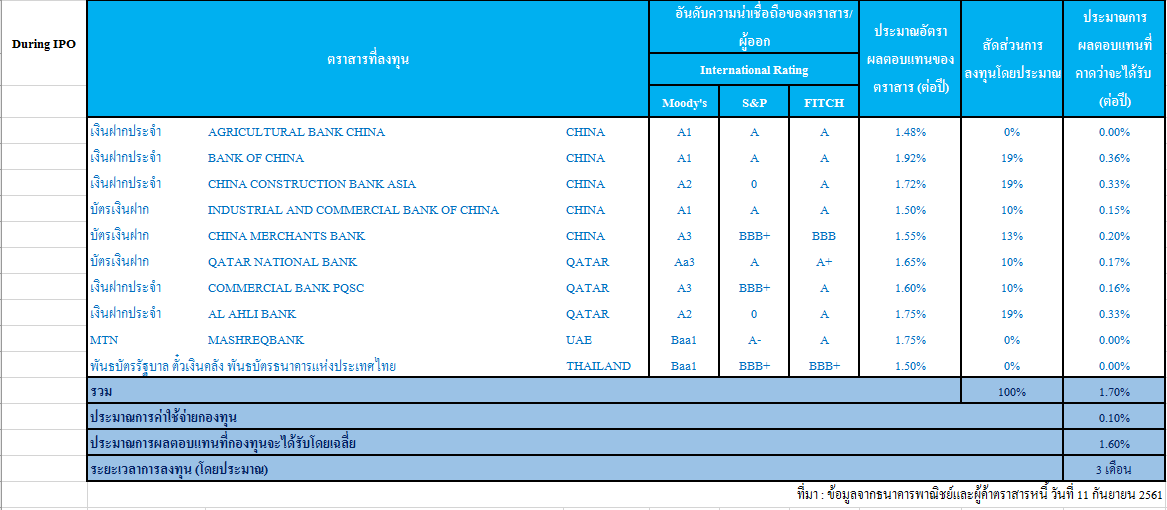 During IPO
ตราสารที่ลงทุน
อันดับความน่าเชื่อถือของตราสาร/
ผู้ออก
International Rating
Moody's S&P FITCH
ประมาณอัตรา
ผลตอบแทนของ
ตราสาร (ต่อปี)
สัดส่วนการ
ลงทุนโดยประมาณ
ประมาณการ
ผลตอบแทนที่
คาดว่าจะได้รับ
(ต่อปี)
เงินฝากประจำ AGRICULTURAL BANK CHINA CHINA A1 A A 1.48% 0% 0.00%
เงินฝากประจำ BANK OF CHINA CHINA A1 A A 1.92% 19% 0.36%
เงินฝากประจำ CHINA CONSTRUCTION BANK ASIA CHINA A2 0 A 1.72% 19% 0.33%
บัตรเงินฝาก INDUSTRIAL AND COMMERCIAL BANK OF CHINA CHINA A1 A A 1.50% 10% 0.15%
บัตรเงินฝาก CHINA MERCHANTS BANK CHINA A3 BBB+ BBB 1.55% 13% 0.20%
บัตรเงินฝาก QATAR NATIONAL BANK QATAR Aa3 A A+ 1.65% 10% 0.17%
เงินฝากประจำ COMMERCIAL BANK PQSC QATAR A3 BBB+ A 1.60% 10% 0.16%
เงินฝากประจำ AL AHLI BANK QATAR A2 0 A 1.75% 19% 0.33%
MTN MASHREQBANK UAE Baa1 A- A 1.75% 0% 0.00%
พันธบัตรรัฐบาล ตั๋วเงินคลัง พันธบัตรธนาคารแห่งประเทศไทย THAILAND Baa1 BBB+ BBB+ 1.50% 0% 0.00%
รวม 100% 1.70%
ประมาณการค่าใช้จ่ายกองทุน 0.10%
ประมาณการผลตอบแทนที่กองทุนจะได้รับโดยเฉลี่ย 1.60%
ระยะเวลาการลงทุน (โดยประมาณ) 3 เดือน
ที่มา : ข้อมูลจากธนาคารพาณิชย์และผู้ค้าตราสารหนี้ วันที่ 11 กันยายน 2561